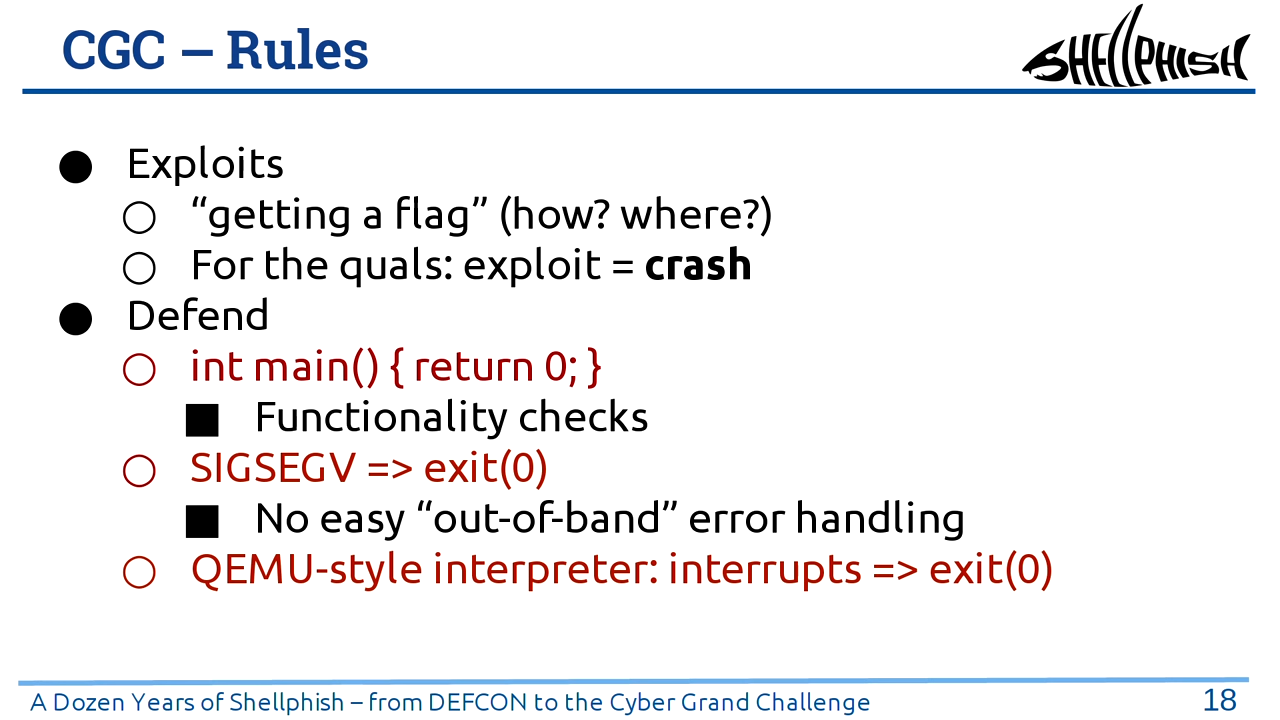 CGC – Rules
SHELLPHISH
● Exploits
○ “getting a flag” (how? where?)
○ For the quals: exploit = crash
● Defend
○ int main() { return 0; }
■ Functionality checks
○ SIGSEGV => exit(0)
■ No easy “out-of-band” error handling
○ QEMU-style interpreter: interrupts => exit(0)
A Dozen Years of Shellphish – from DEFCON to the Cyber Grand Challenge
18